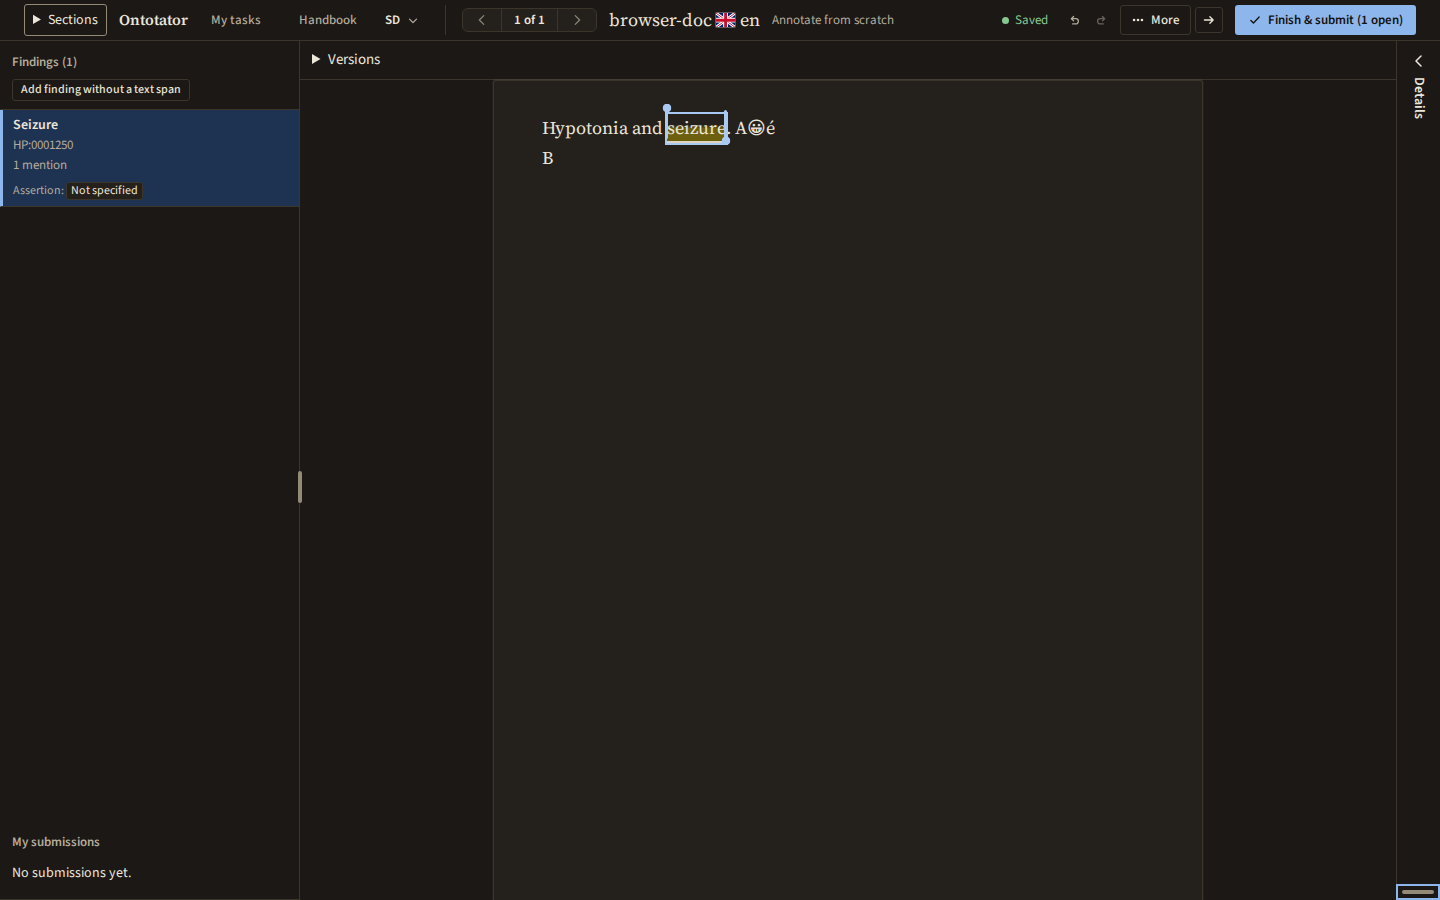 Sections Ontotator My tasks Handbook SD 1 of 1 browser-doc 🇬🇧 en Annotate from scratch Saved More Finish & submit (1 open)
Findings (1)
Add finding without a text span
Seizure
HP:0001250
1 mention
Assertion: Not specified
My submissions
No submissions yet.
Versions
Hypotonia and seizure. A😀é
B
Details